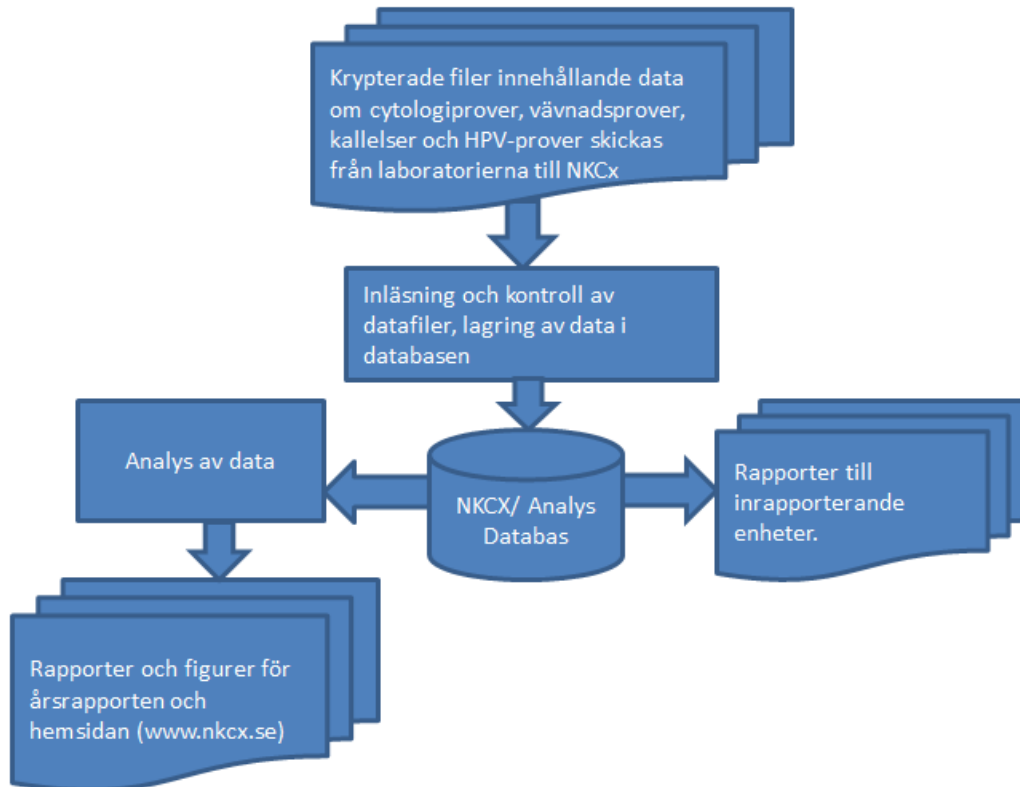 Krypterade filer innehållande data
om cytologiprover, vävnadsprover,
kallelser och HPV-prover skickas
från laboratorierna till NKCx
Inläsning och kontroll av
datafiler, lagring av data i
databasen
Analys av data
NKCX/ Analys
Databas
Rapporter till
inrapporterande
enheter.
Rapporter och figurer för
årsrapporten och
hemsidan (www.nkcx.se)